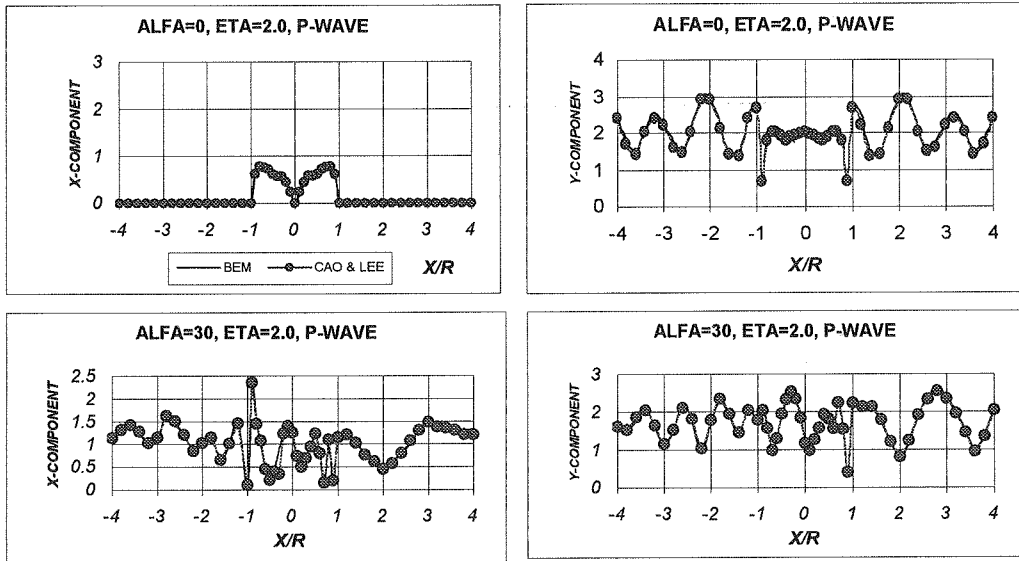 ALFA=0, ETA=2.0, P-WAVE
X-COMPONENT
3
2
1
0
-4 -3 -2 -1 0 1 2 3 4
BEM CAO & LEE
X/R
ALFA=0, ETA=2.0, P-WAVE
Y-COMPONENT
4
3
2
1
0
-4 -3 -2 -1 0 1 2 3 4
X/R
ALFA=30, ETA=2.0, P-WAVE
X-COMPONENT
2.5
2
1.5
1
0.5
0
-4 -3 -2 -1 0 1 2 3 4
X/R
ALFA=30, ETA=2.0, P-WAVE
Y-COMPONENT
3
2
1
0
-4 -3 -2 -1 0 1 2 3 4
X/R